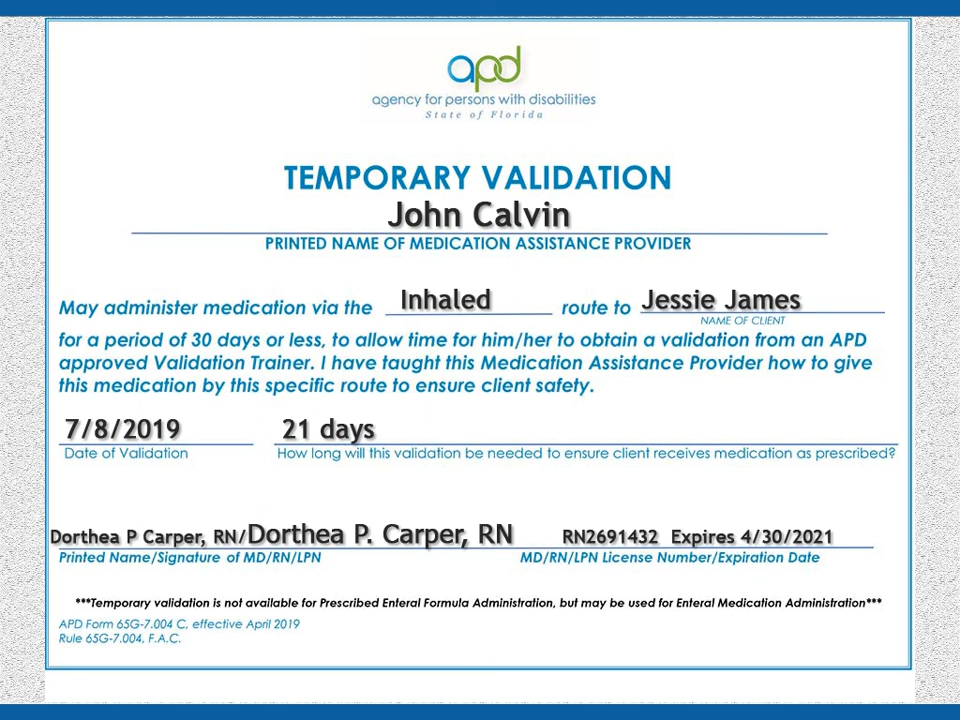 apd
agency for persons with disabilities
State of Florida
TEMPORARY VALIDATION
John Calvin
PRINTED NAME OF MEDICATION ASSISTANCE PROVIDER
May administer medication via the Inhaled route to Jessie James
NAME OF CLIENT
for a period of 30 days or less, to allow time for him/her to obtain a validation from an APD
approved Validation Trainer. I have taught this Medication Assistance Provider how to give
this medication by this specific route to ensure client safety.
7/8/2019 21 days
Date of Validation How long will this validation be needed to ensure client receives medication as prescribed?
Dorthea P Carper, RN/Dorthea P. Carper, RN RN2691432 Expires 4/30/2021
Printed Name/Signature of MD/RN/LPN MD/RN/LPN License Number/Expiration Date
***Temporary validation is not available for Prescribed Enteral Formula Administration, but may be used for Enteral Medication Administration***
APD Form 65G-7.004 C, effective April 2019
Rule 65G-7.004, F.A.C.